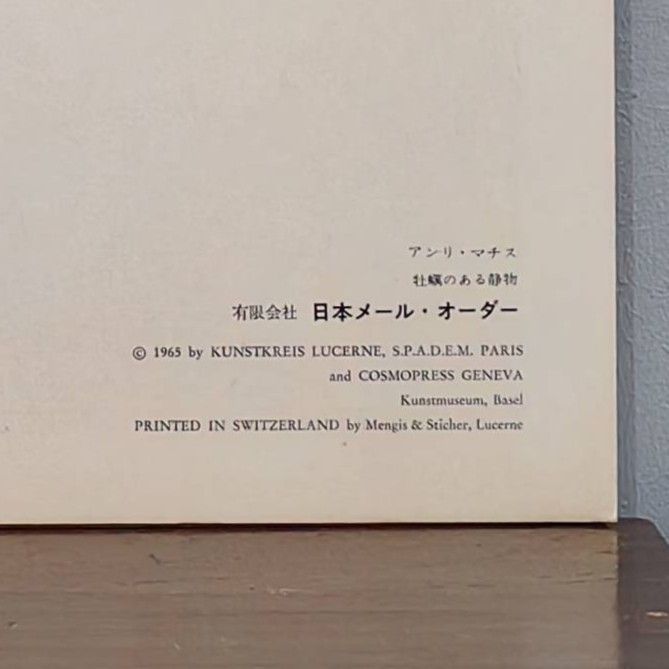 アンリ・マチス
牡蠣のある静物
有限会社 日本メール・オーダー
© 1965 by KUNSTKREIS LUCERNE, S.P.A.D.E.M. PARIS
and COSMOPRESS GENEVA
Kunstmuseum, Basel
PRINTED IN SWITZERLAND by Mengis & Sticher, Lucerne